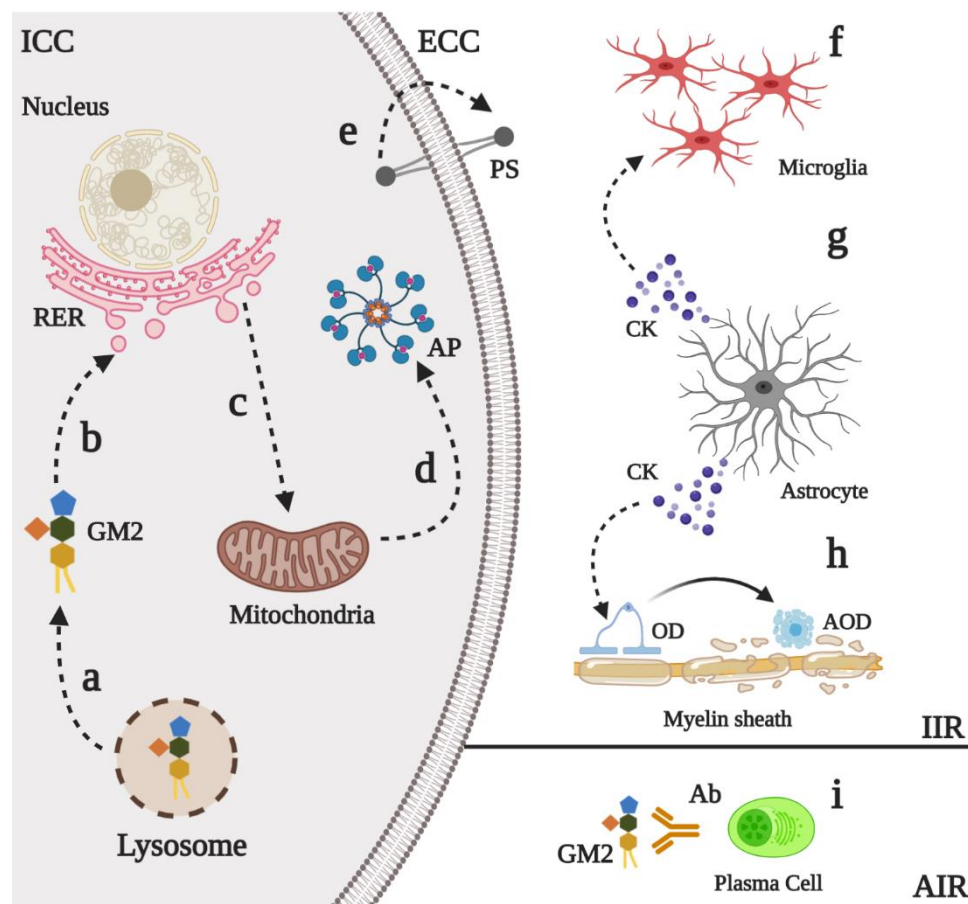 ICC
ECC
f
Nucleus
e
PS
Microglia
g
RER
AP
CK
c
b
d
CK
Astrocyte
GM2
h
Mitochondria
OD
AOD
a
Myelin sheath
IIR
Ab
i
Lysosome
GM2
Plasma Cell
AIR